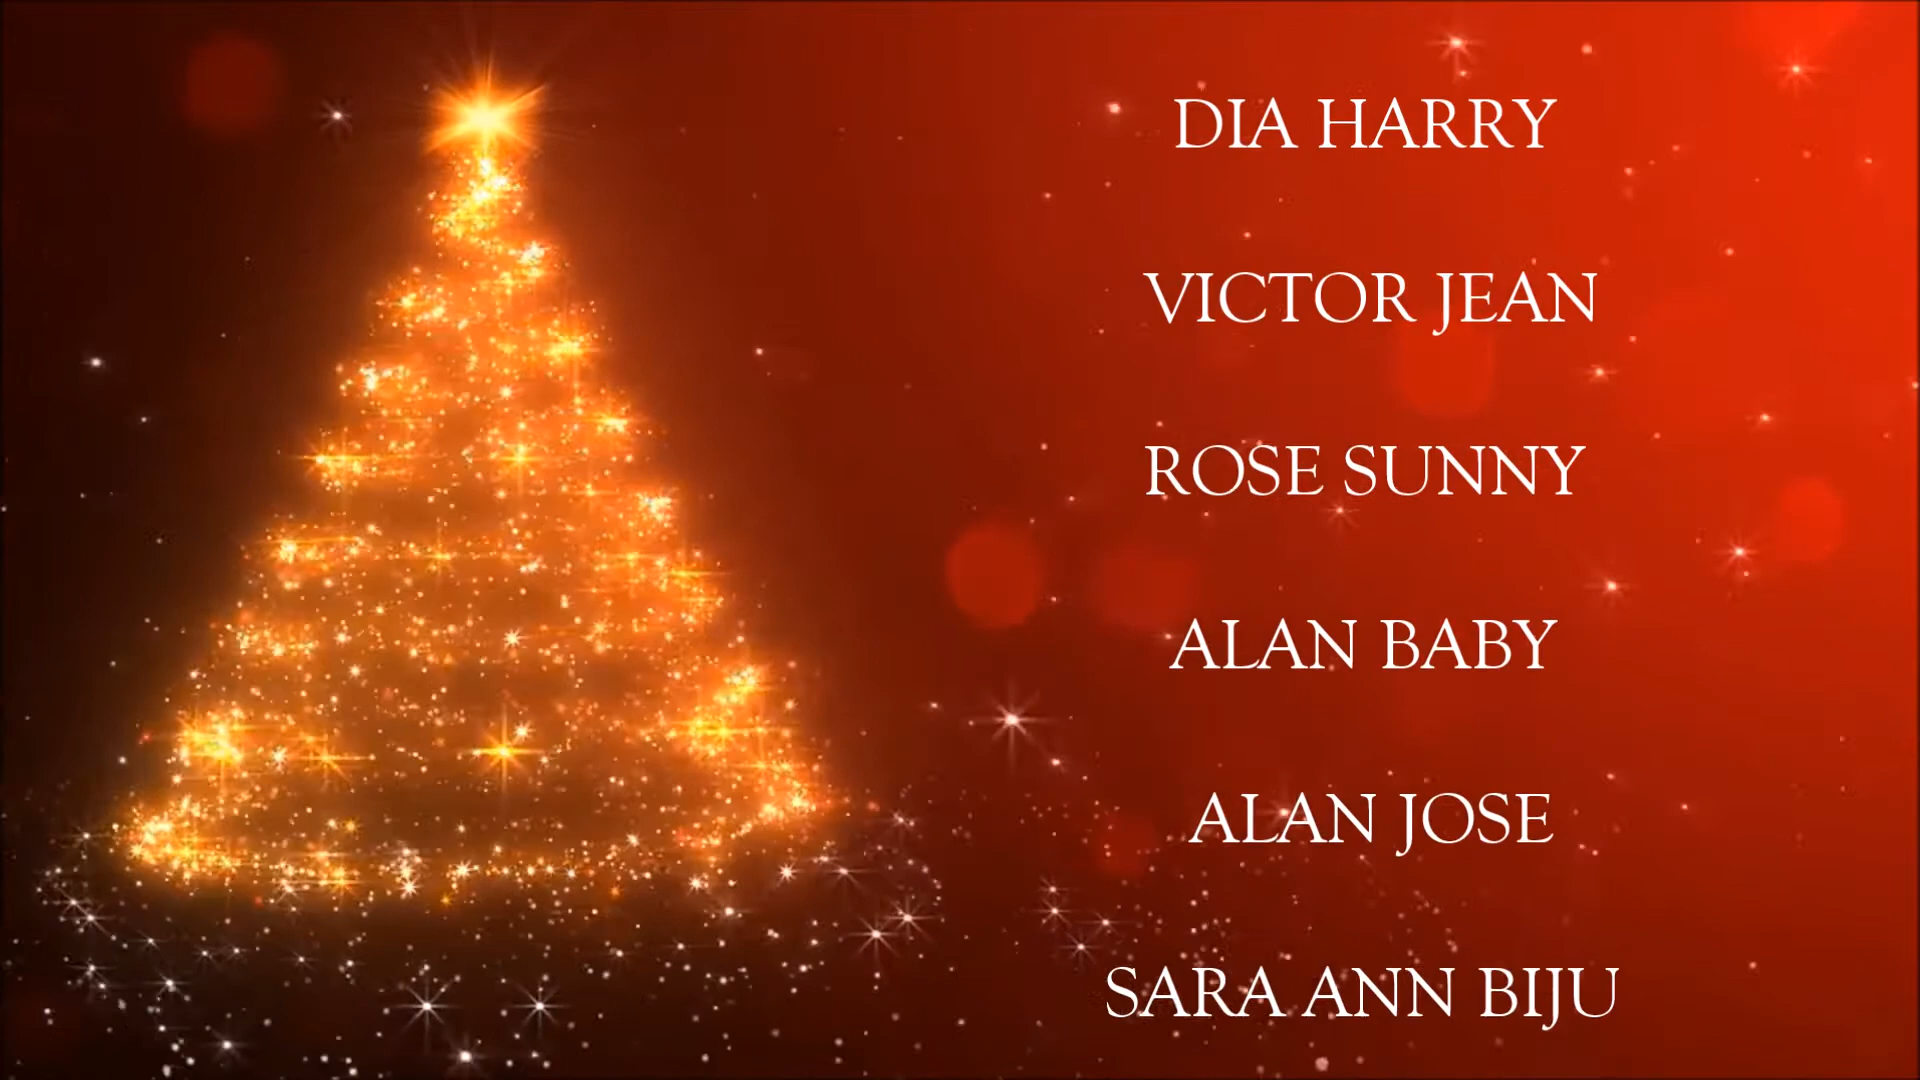 DIA HARRY
VICTOR JEAN
ROSE SUNNY
ALAN BABY
ALAN JOSE
SARA ANN BIJU